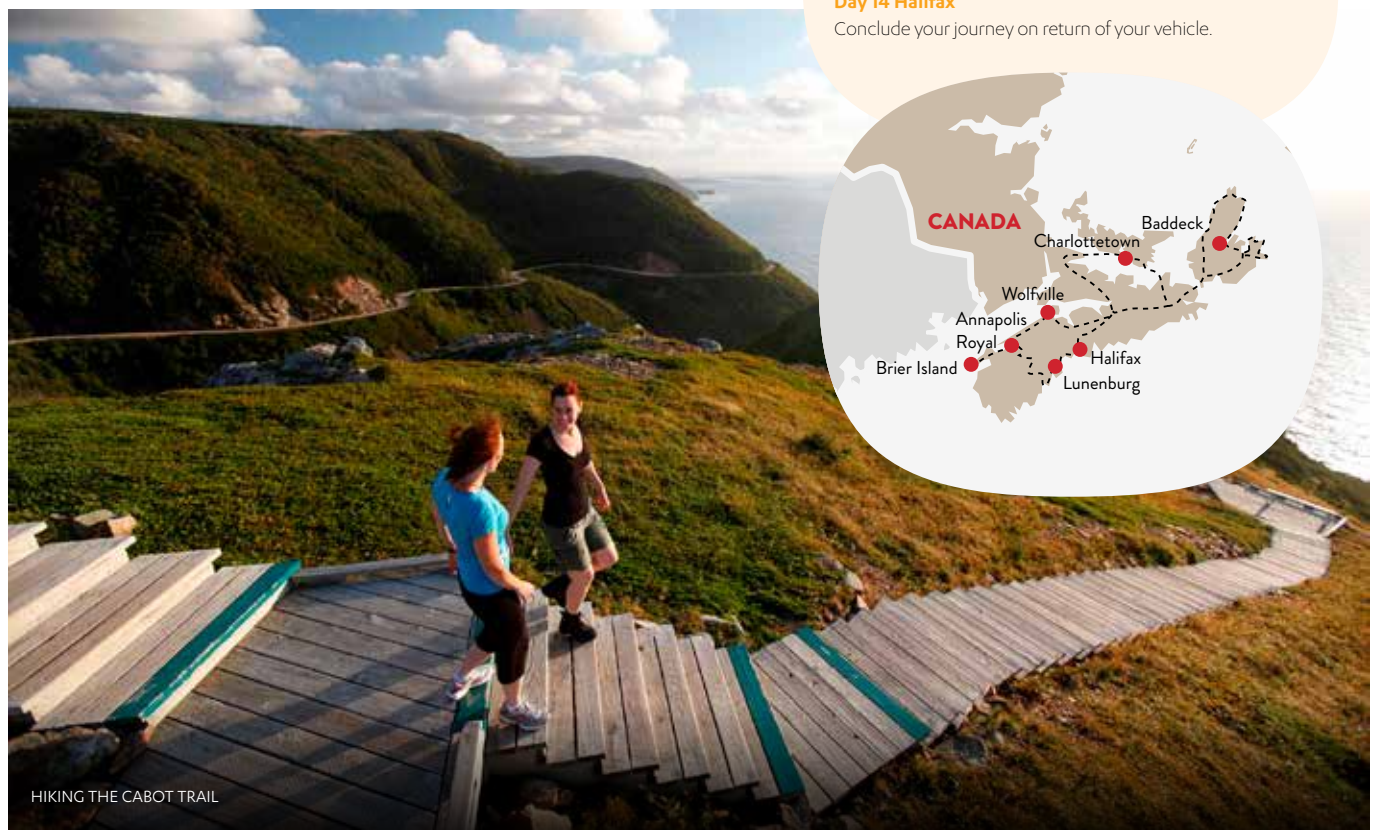 Day 14 Halifax
Conclude your journey on return of your vehicle.
CANADA
Baddeck
Charlottetown
Wolfville
Annapolis
Royal
Brier Island
Halifax
Lunenburg
HIKING THE CABOT TRAIL